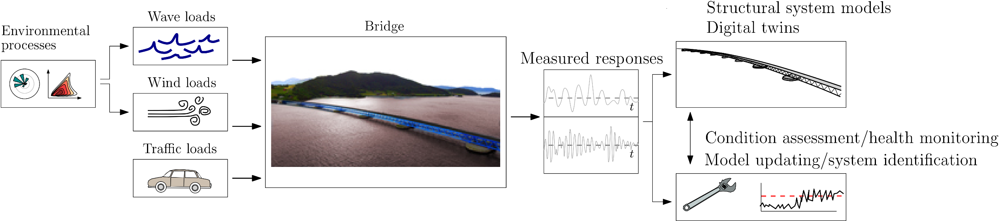 Environmental
processes
Wave loads
Wind loads
Traffic loads
Bridge
Measured responses
t
t
Structural system models
Digital twins
Condition assessment/health monitoring
Model updating/system identification